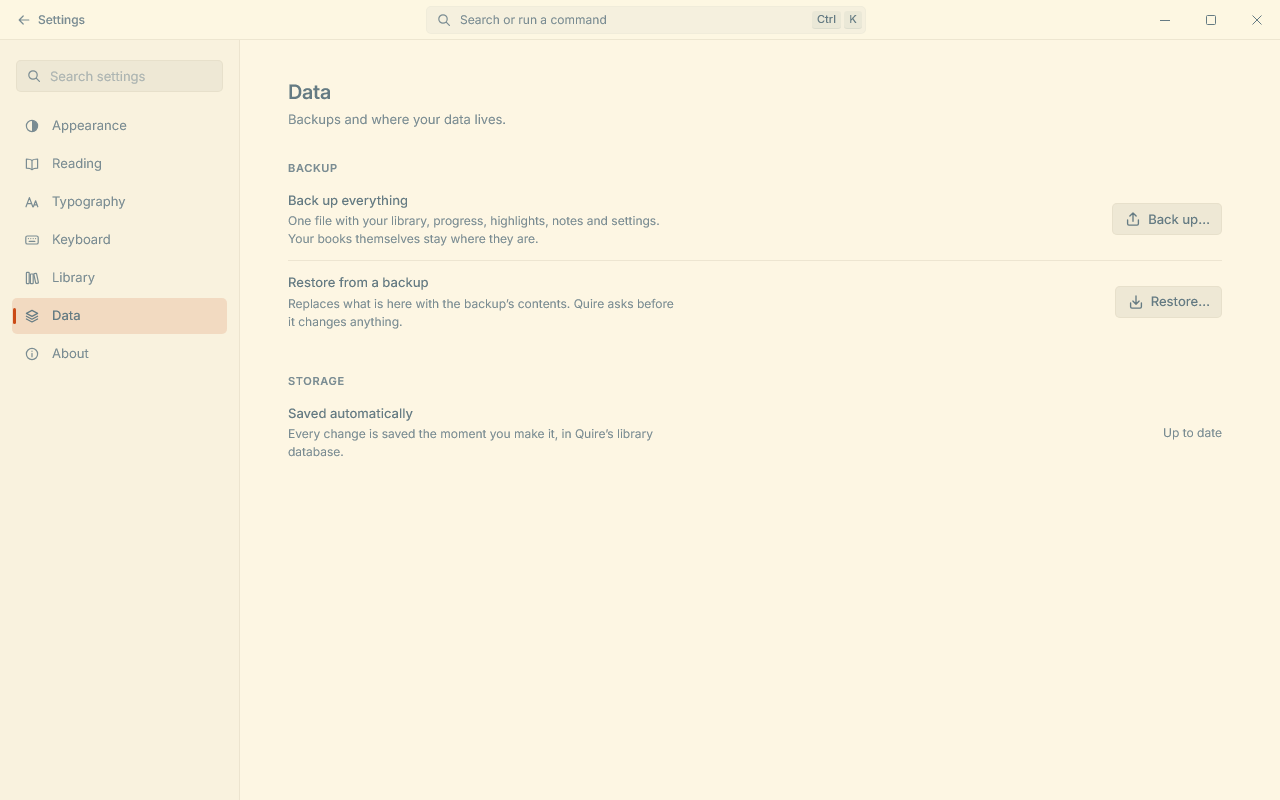 Settings
Search or run a command
Ctrl K
Search settings
Appearance
Reading
Typography
Keyboard
Library
Data
About
Data
Backups and where your data lives.
BACKUP
Back up everything
One file with your library, progress, highlights, notes and settings.
Your books themselves stay where they are.
Back up...
Restore from a backup
Replaces what is here with the backup’s contents. Quire asks before
it changes anything.
Restore...
STORAGE
Saved automatically
Every change is saved the moment you make it, in Quire’s library
database.
Up to date